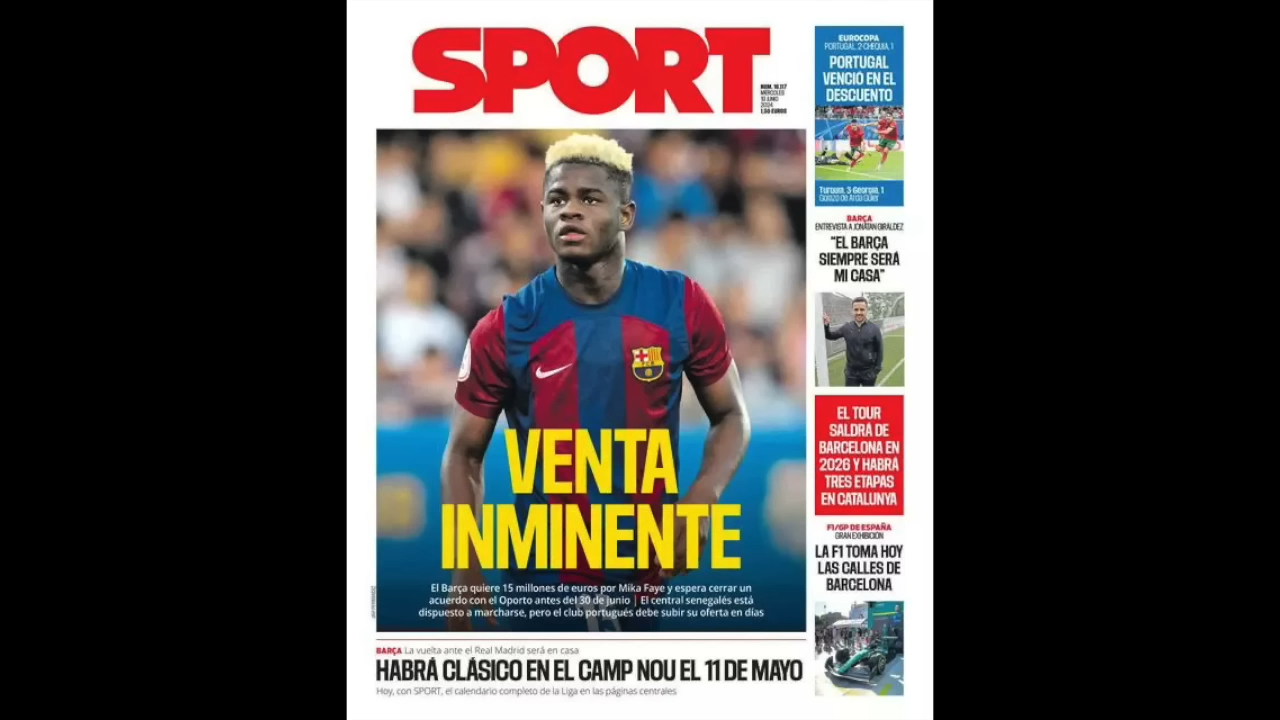 SPORT
NUM. 16.117
MIÉRCOLES
19 JUNIO
2024
1,50 EUROS
VENTA
INMINENTE
El Barça quiere 15 millones de euros por Mika Faye y espera cerrar un
acuerdo con el Oporto antes del 30 de junio | El central senegalés está
dispuesto a marcharse, pero el club portugués debe subir su oferta en días
BARÇA La vuelta ante el Real Madrid será en casa
HABRÁ CLÁSICO EN EL CAMP NOU EL 11 DE MAYO
Hoy, con SPORT, el calendario completo de la Liga en las páginas centrales
EUROCOPA
PORTUGAL, 2 CHEQUIA, 1
PORTUGAL
VENCIÓ EN EL
DESCUENTO
Turquía, 3-Georgia, 1
Golazo de Arda Güler
BARÇA
ENTREVISTA A JONATAN GIRÁLDEZ
"EL BARÇA
SIEMPRE SERÁ
MI CASA"
EL TOUR
SALDRÁ DE
BARCELONA EN
2026 Y HABRÁ
TRES ETAPAS
EN CATALUNYA
F1/GP DE ESPAÑA
GRAN EXHIBICIÓN
LA F1 TOMA HOY
LAS CALLES DE
BARCELONA